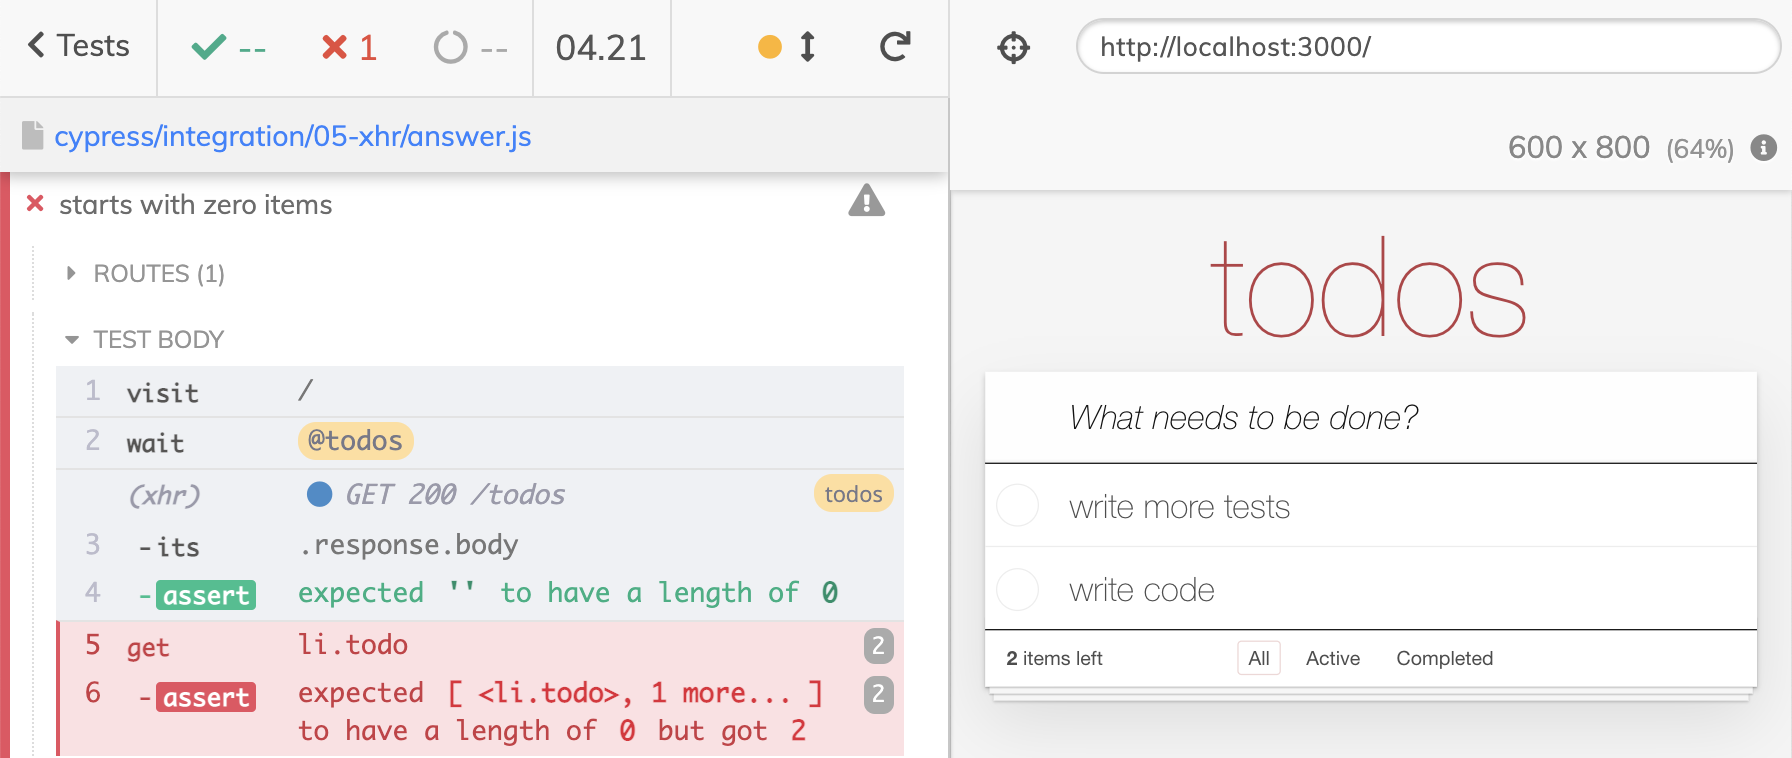 Tests
--
1
--
04.21
cypress/integration/05-xhr/answer.js
starts with zero items
ROUTES (1)
TEST BODY
1 visit /
2 wait @todos
(xhr) GET 200 /todos todos
3 -its .response.body
4 -assert expected '' to have a length of 0
5 get li.todo 2
6 -assert expected [ <li.todo>, 1 more... ] 2
to have a length of 0 but got 2
http://localhost:3000/
600 x 800 (64%)
todos
What needs to be done?
write more tests
write code
2 items left All Active Completed